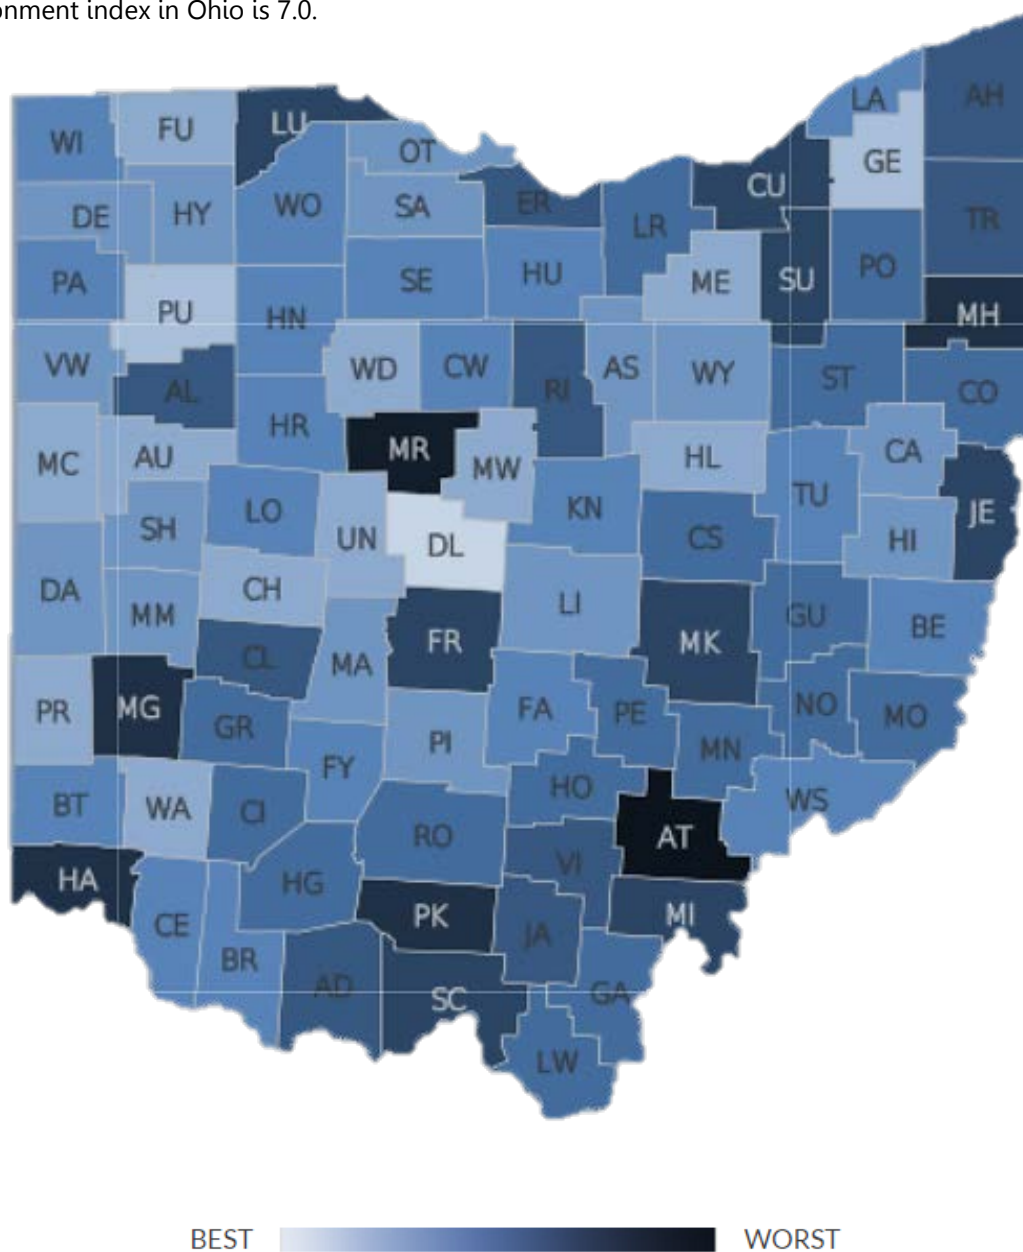 onment index in Ohio is 7.0.
LA AH
WI FU LU OT GE
CU
DE HY WO SA ER LR TR
PA PU SE HU ME SU PO
HN MH
VW AL WD CW RI AS WY ST CO
HR
MC AU MR MW HL CA
SH LO UN DL KN CS TU HI JE
DA MM CH FR LI MK GU BE
CL MA
PR MG GR PI FA PE MN NO MO
FY
BT WA CI RO HO AT WS
HA HG PK VI MI
CE BR AD SC JA GA
LW
BEST WORST